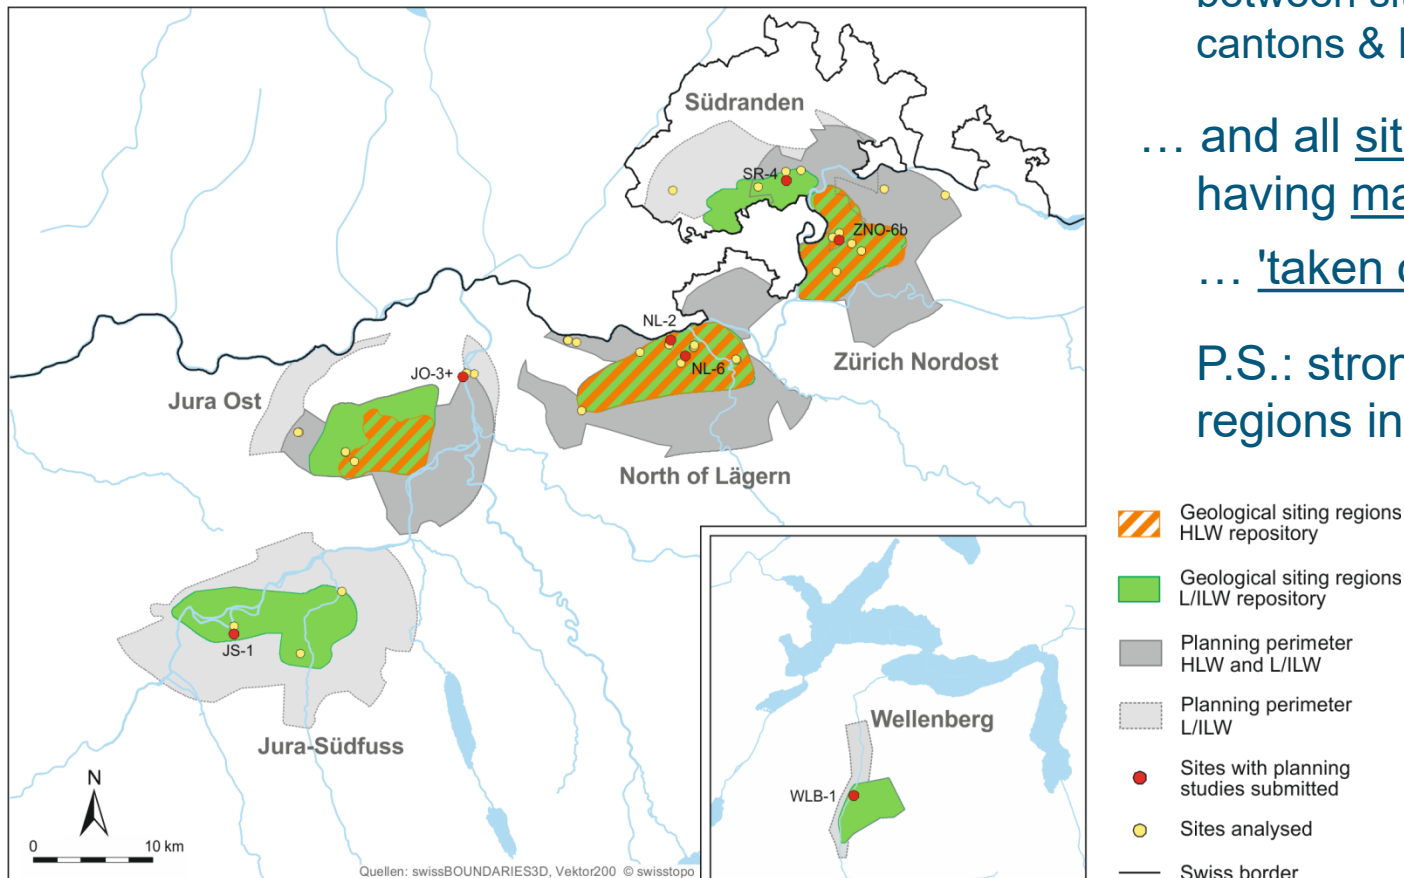 between
cantons &
… and all
having
… 'taken
P.S.:
regions in
Südranden
SR-4
ZNO-6b
NL-2
NL-6
Zürich Nordost
JO-3+
Jura Ost
North of Lägern
JS-1
Jura-Südfuss
Wellenberg
WLB-1
N
0 10 km
Quellen: swissBOUNDARIES3D, Vektor200 © swisstopo
Geological siting regions
HLW repository
Geological siting regions
L/ILW repository
Planning perimeter
HLW and L/ILW
Planning perimeter
L/ILW
Sites with planning
studies submitted
Sites analysed
Swiss border